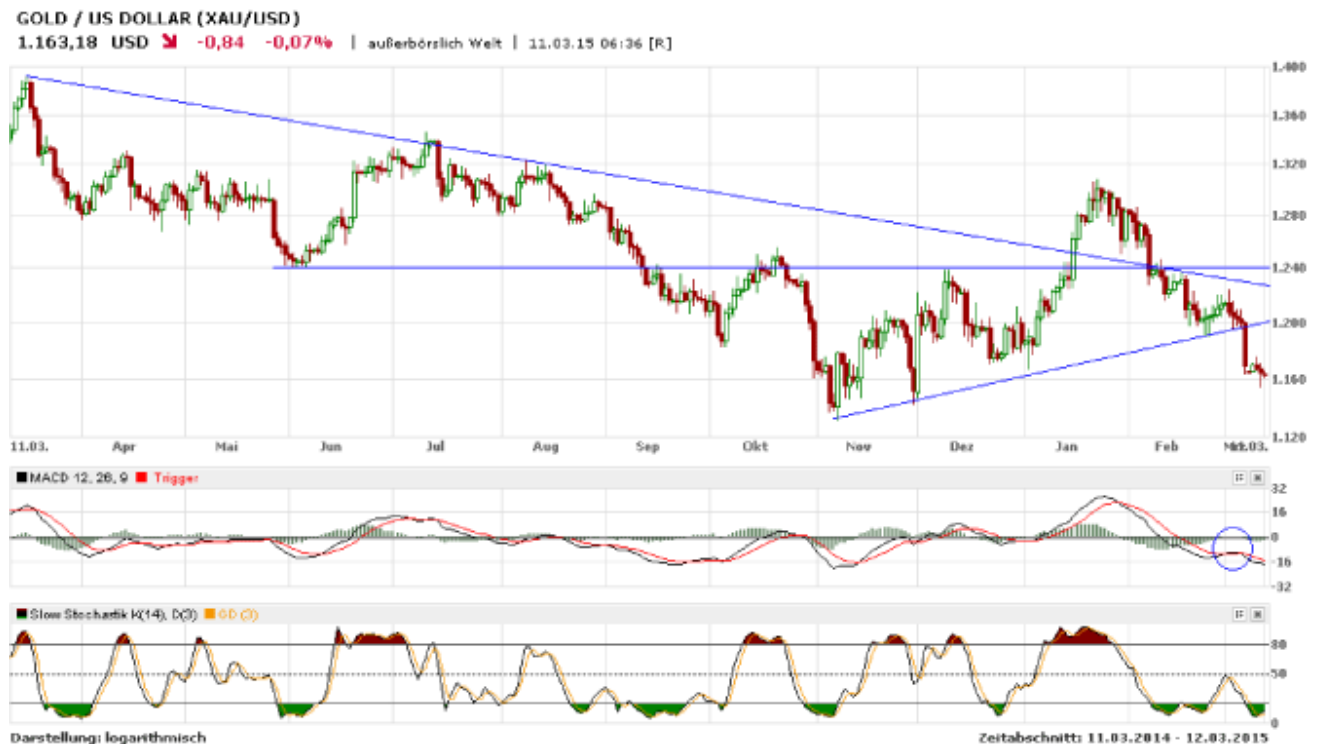 GOLD / US DOLLAR (XAU/USD)
1.163,18 USD -0,84 -0,07% | außerbörslich Welt | 11.03.15 06:36 [R]
1.400
1.360
1.320
1.280
1.240
1.200
1.160
1.120
11.03. Apr Mai Jun Jul Aug Sep Okt Nov Dez Jan Feb
MACD 12, 26, 9 Trigger
32
16
0
-16
-32
Slow Stochastik K(14), D(3) GD (3)
80
50
0
Darstellung: logarithmisch Zeitabschnitt: 11.03.2014 - 12.03.2015